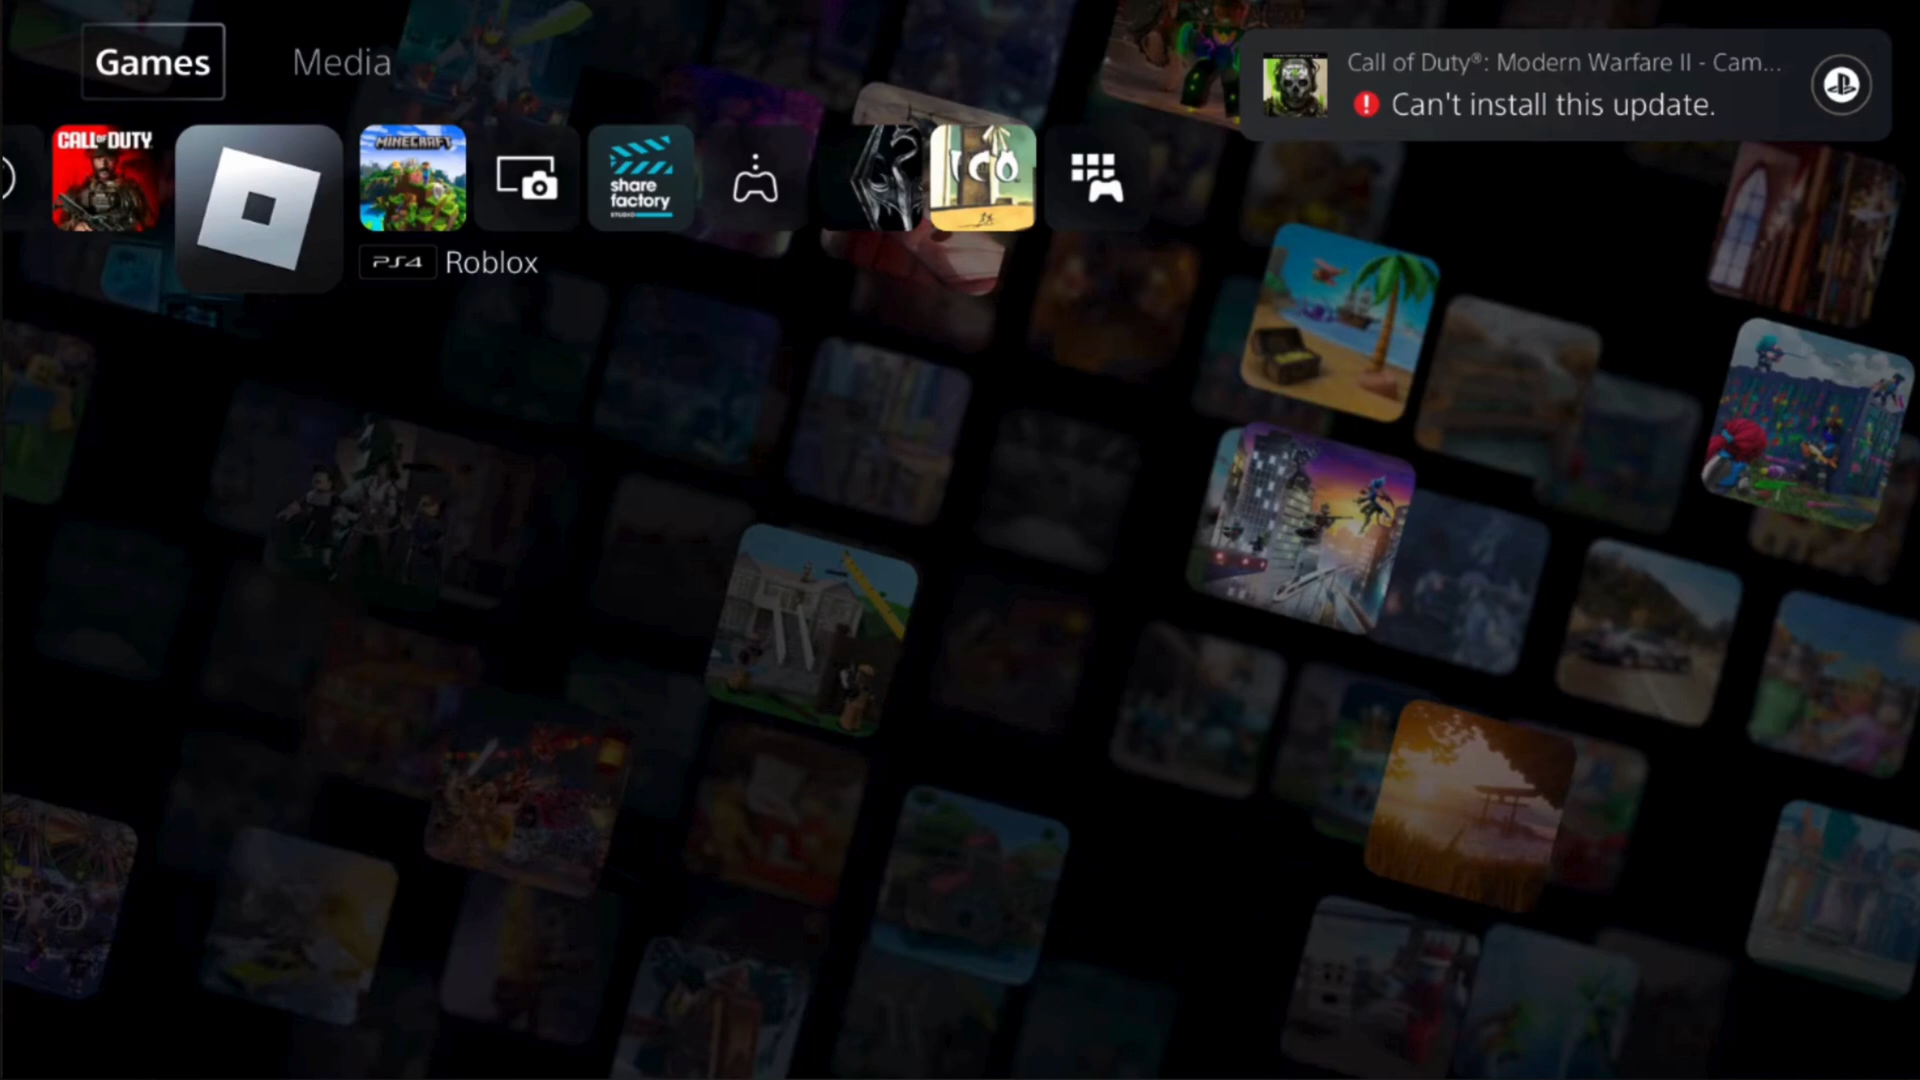 Games
Media
Call of Duty®: Modern Warfare II - Cam...
Can't install this update.
CALL OF DUTY
MINECRAFT
share
factory
STUDIO
ICO
PS4 Roblox